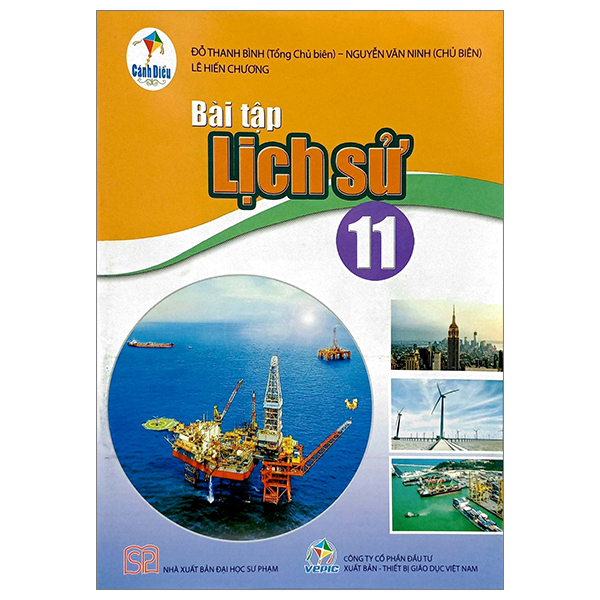 Cánh Diều
ĐỖ THANH BÌNH (Tổng Chủ biên) – NGUYỄN VĂN NINH (CHỦ BIÊN)
LÊ HIẾN CHƯƠNG
Bài tập
Lịch sử
11
SP
NHÀ XUẤT BẢN ĐẠI HỌC SƯ PHẠM
VEPIC
CÔNG TY CỔ PHẦN ĐẦU TƯ
XUẤT BẢN - THIẾT BỊ GIÁO DỤC VIỆT NAM